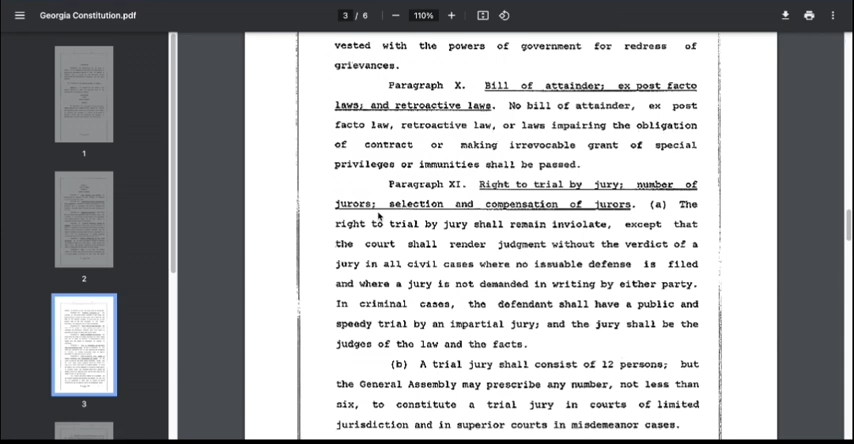 Georgia Constitution.pdf
3 / 6
110%
1
2
3
vested with the powers of government for redress of
grievances.
Paragraph X. Bill of attainder; ex post facto
laws; and retroactive laws. No bill of attainder, ex post
facto law, retroactive law, or laws impairing the obligation
of contract or making irrevocable grant of special
privileges or immunities shall be passed.
Paragraph XI. Right to trial by jury; number of
jurors; selection and compensation of jurors. (a) The
right to trial by jury shall remain inviolate, except that
the court shall render judgment without the verdict of a
jury in all civil cases where no issuable defense is filed
and where a jury is not demanded in writing by either party.
In criminal cases, the defendant shall have a public and
speedy trial by an impartial jury; and the jury shall be the
judges of the law and the facts.
(b) A trial jury shall consist of 12 persons; but
the General Assembly may prescribe any number, not less than
six, to constitute a trial jury in courts of limited
jurisdiction and in superior courts in misdemeanor cases.